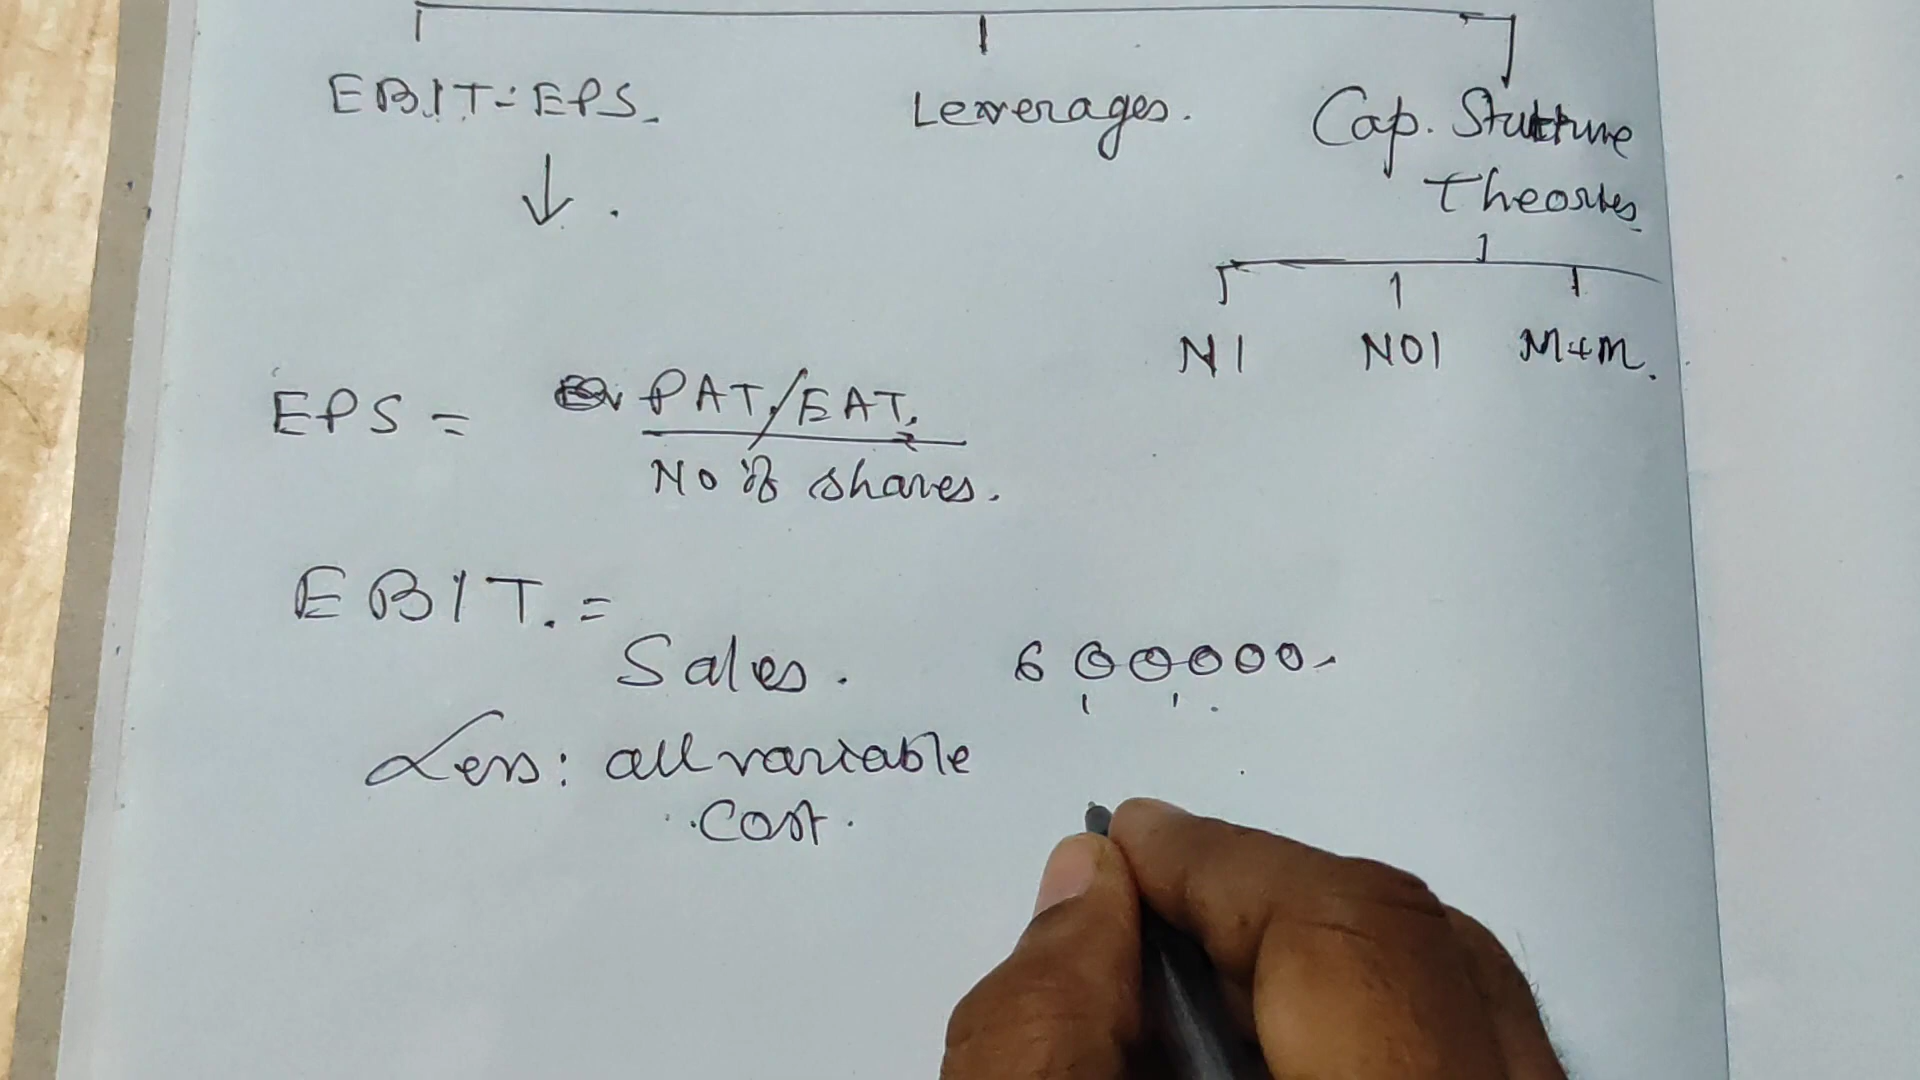 EBIT-EPS.
Leverages.
Cap. Structure
Theories
NI
NOI
M+M.
EPS = PAT/EAT.
No of shares.
EBIT. =
Sales. 600000
Less: all variable
cost.